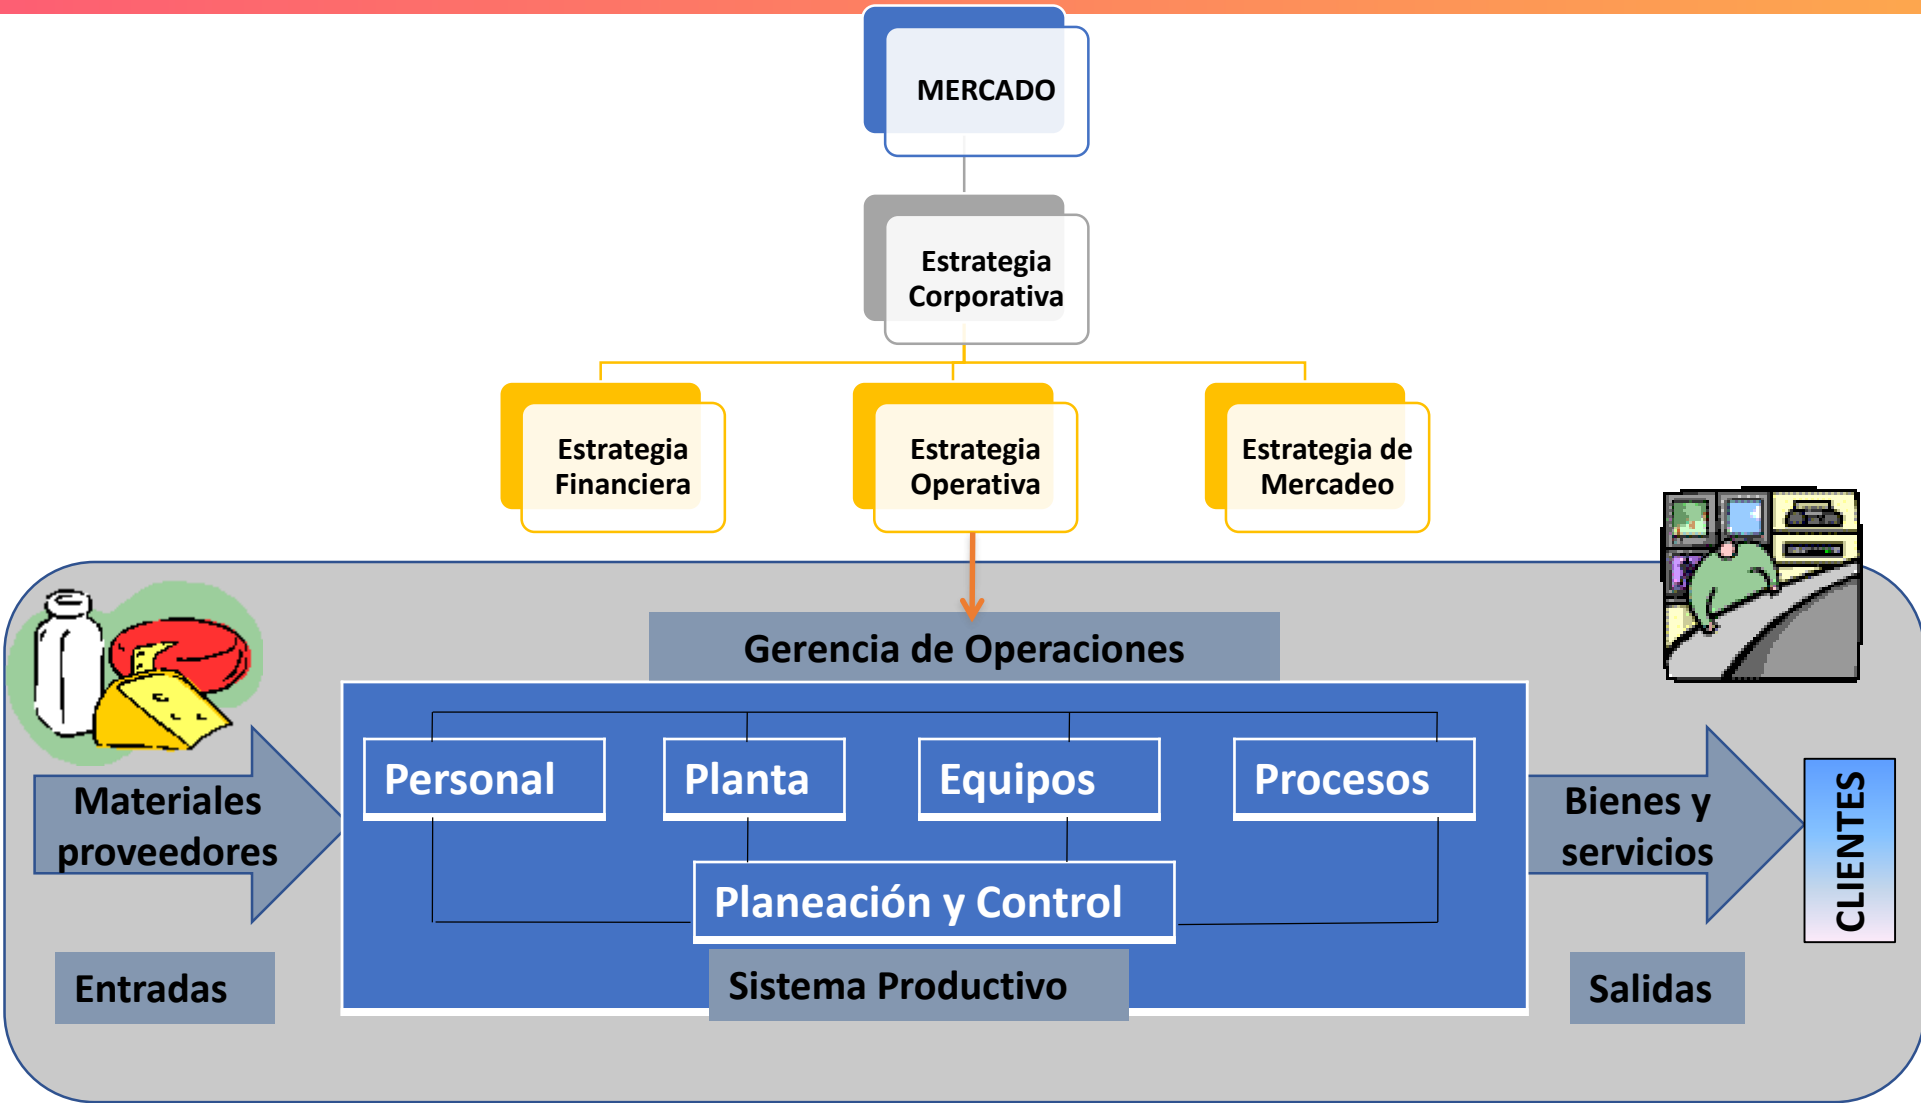 MERCADO
Estrategia
Corporativa
Estrategia
Financiera
Estrategia
Operativa
Estrategia de
Mercadeo
Gerencia de Operaciones
Personal
Planta
Equipos
Procesos
Materiales
proveedores
Bienes y
servicios
CLIENTES
Planeación y Control
Entradas
Sistema Productivo
Salidas